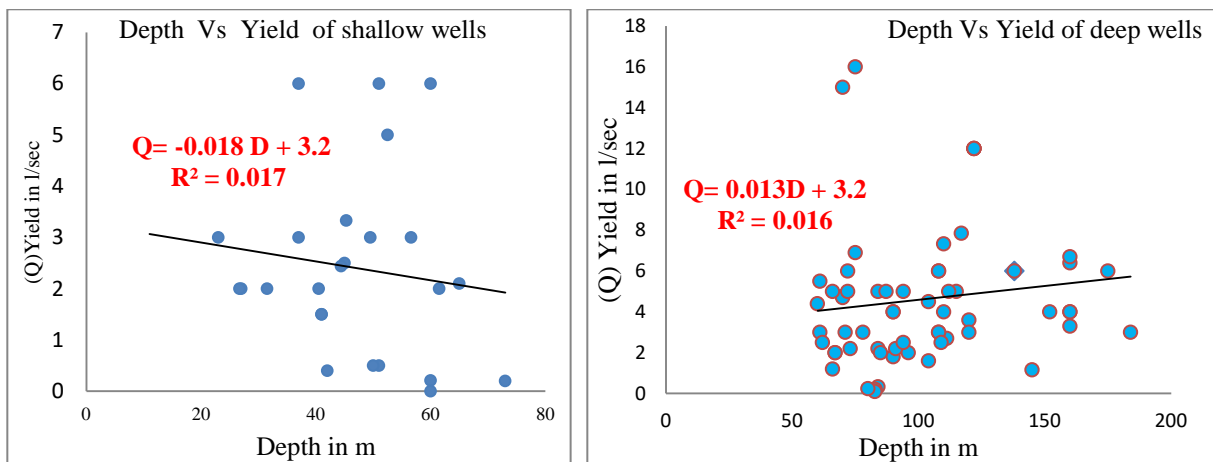 Depth Vs Yield of shallow wells
(Q)Yield in l/sec
7
6
5
4
3
2
1
0
Q= -0.018 D + 3.2
R² = 0.017
0 20 40 60 80
Depth in m
Depth Vs Yield of deep wells
(Q) Yield in l/sec
18
16
14
12
10
8
6
4
2
0
Q= 0.013D + 3.2
R² = 0.016
0 50 100 150 200
Depth in m